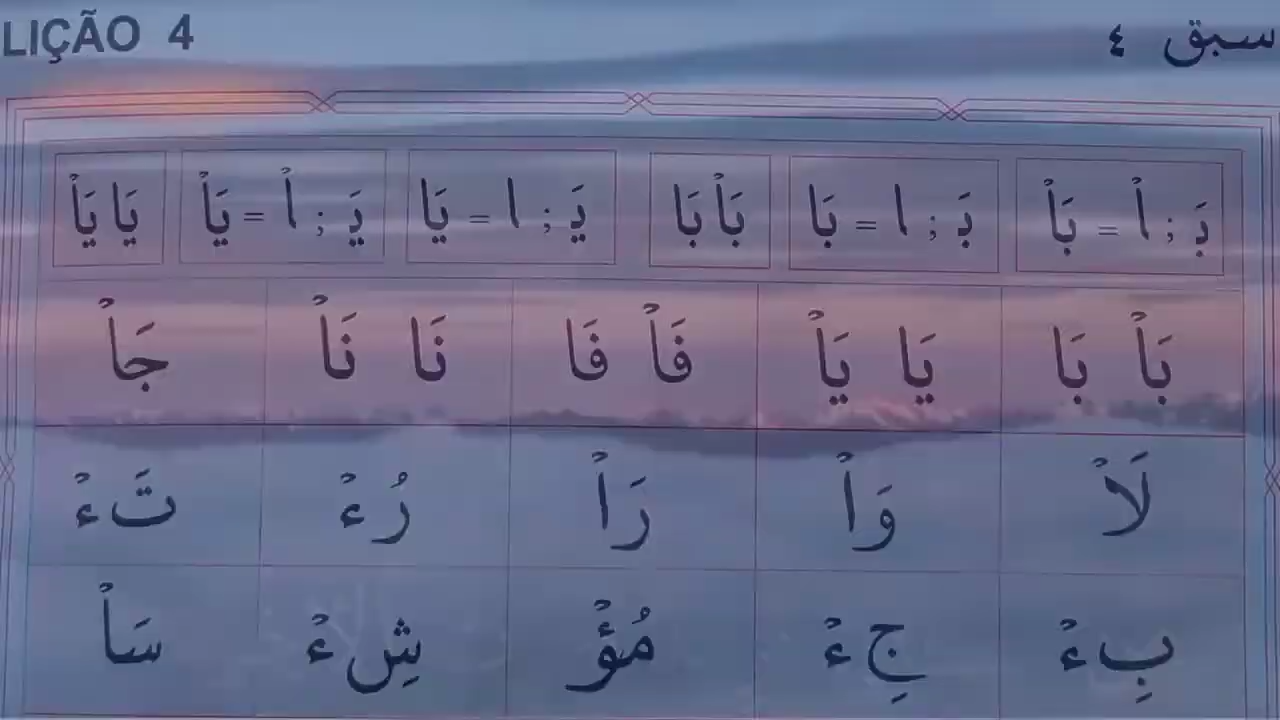 LIÇÃO 4 سبق ٤
بَـ ; اْ = بَاْ بَـ ; ا = بَا بَاْ بَا يَـ ; ا = يَا يَـ ; اْ = يَاْ يَا يَاْ
بَاْ بَا يَا يَاْ فَاْ فَا نَا نَاْ جَاْ
لَاْ وَاْ رَاْ رُءْ تَءْ
بِءْ جِءْ مُؤْ شِءْ سَاْ